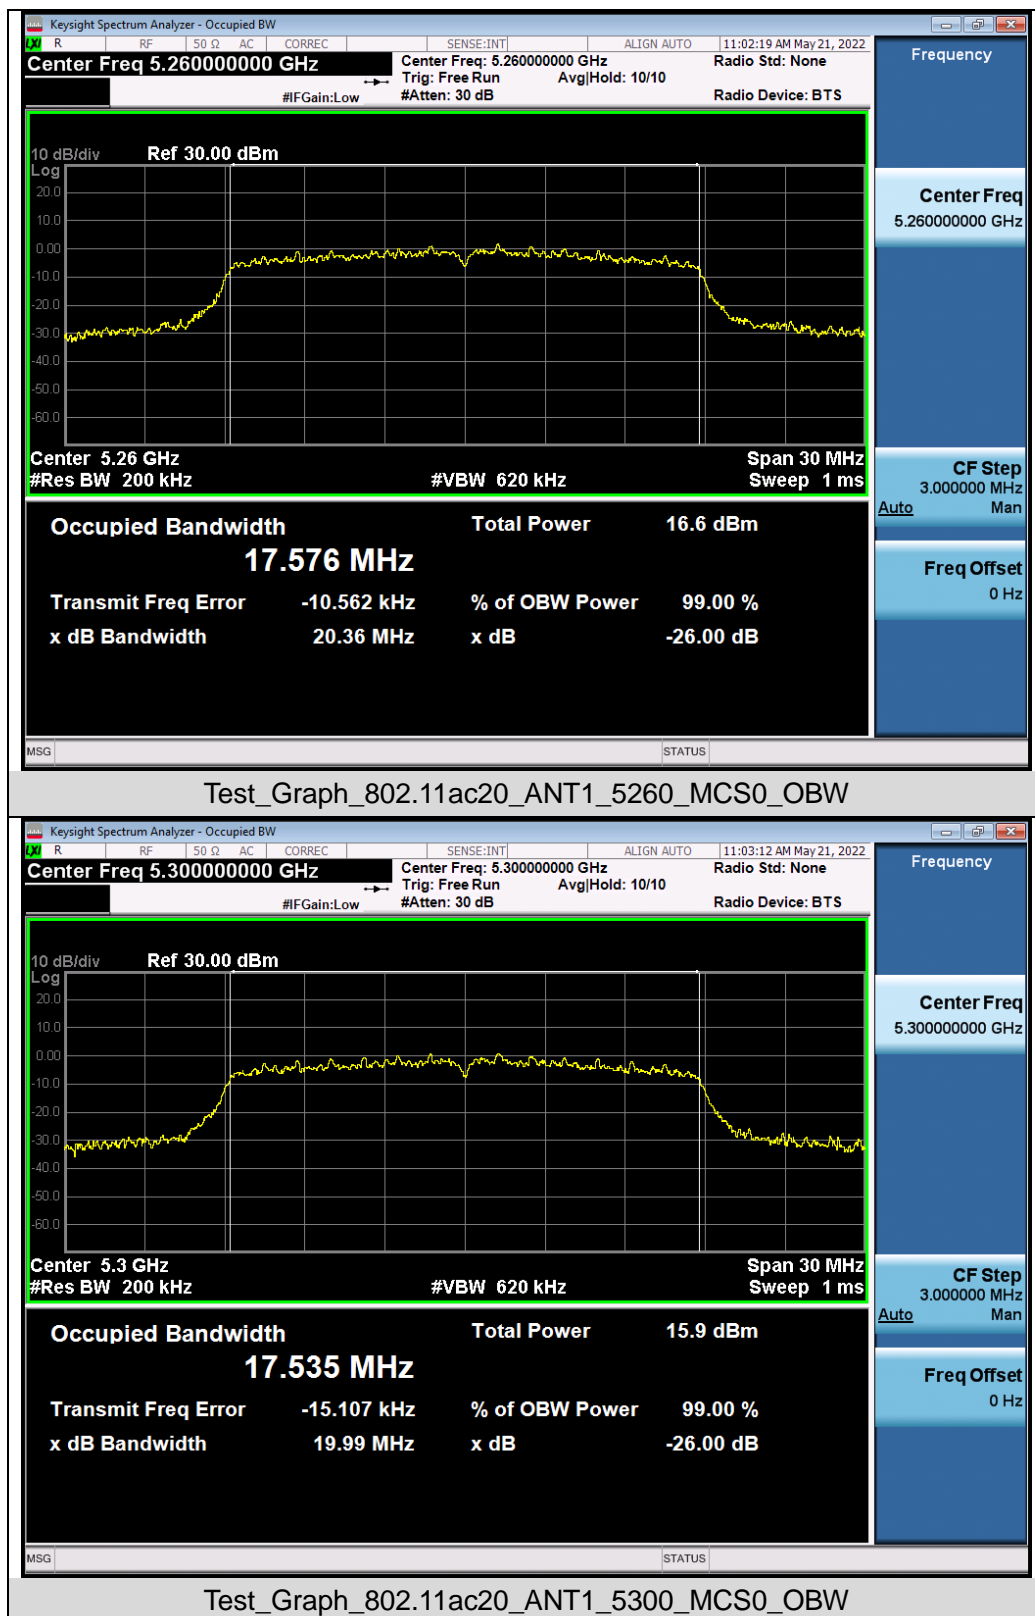 Keysight Spectrum Analyzer - Occupied BW
LXI R RF 50 Ω AC CORREC SENSE:INT ALIGN AUTO 11:02:19 AM May 21, 2022
Center Freq 5.260000000 GHz
Center Freq: 5.260000000 GHz Radio Std: None
Trig: Free Run Avg|Hold: 10/10
#IFGain:Low #Atten: 30 dB Radio Device: BTS
Frequency
10 dB/div Ref 30.00 dBm
Log
20.0
10.0
0.00
-10.0
-20.0
-30.0
-40.0
-50.0
-60.0
Center 5.26 GHz Span 30 MHz
#Res BW 200 kHz #VBW 620 kHz Sweep 1 ms
Center Freq
5.260000000 GHz
CF Step
3.000000 MHz
Auto Man
Freq Offset
0 Hz
Occupied Bandwidth Total Power 16.6 dBm
17.576 MHz
Transmit Freq Error -10.562 kHz % of OBW Power 99.00 %
x dB Bandwidth 20.36 MHz x dB -26.00 dB
MSG STATUS
Test_Graph_802.11ac20_ANT1_5260_MCS0_OBW
Keysight Spectrum Analyzer - Occupied BW
LXI R RF 50 Ω AC CORREC SENSE:INT ALIGN AUTO 11:03:12 AM May 21, 2022
Center Freq 5.300000000 GHz
Center Freq: 5.300000000 GHz Radio Std: None
Trig: Free Run Avg|Hold: 10/10
#IFGain:Low #Atten: 30 dB Radio Device: BTS
Frequency
10 dB/div Ref 30.00 dBm
Log
20.0
10.0
0.00
-10.0
-20.0
-30.0
-40.0
-50.0
-60.0
Center 5.3 GHz Span 30 MHz
#Res BW 200 kHz #VBW 620 kHz Sweep 1 ms
Center Freq
5.300000000 GHz
CF Step
3.000000 MHz
Auto Man
Freq Offset
0 Hz
Occupied Bandwidth Total Power 15.9 dBm
17.535 MHz
Transmit Freq Error -15.107 kHz % of OBW Power 99.00 %
x dB Bandwidth 19.99 MHz x dB -26.00 dB
MSG STATUS
Test_Graph_802.11ac20_ANT1_5300_MCS0_OBW